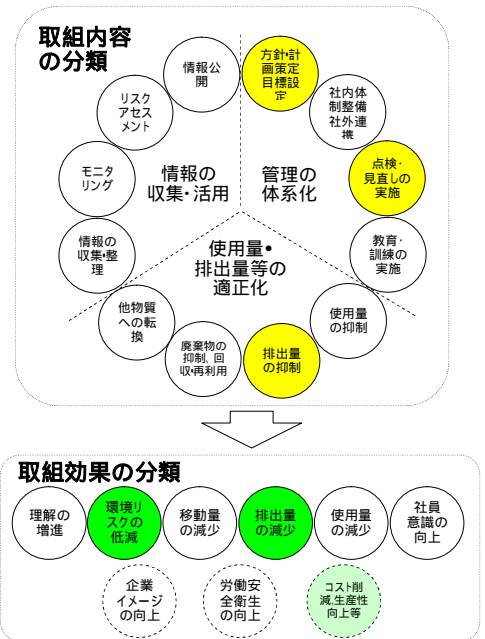 取組内容
の分類
情報公
開
方針・計
画策定
目標設
定
リスク
アセス
メント
社内体
制整備
社外連
携
モニタ
リング
情報の
収集・活用
管理の
体系化
点検・
見直しの
実施
情報の
収集・整
理
使用量・
排出量等の
適正化
教育・
訓練の
実施
他物質
への転
換
使用量
の抑制
廃棄物の
抑制、回
収・再利用
排出量
の抑制
取組効果の分類
理解の
増進
環境リ
スクの
低減
移動量
の減少
排出量
の減少
使用量
の減少
社員
意識の
向上
企業
イメージ
の向上
労働安
全衛生
の向上
コスト削
減、生産性
向上等